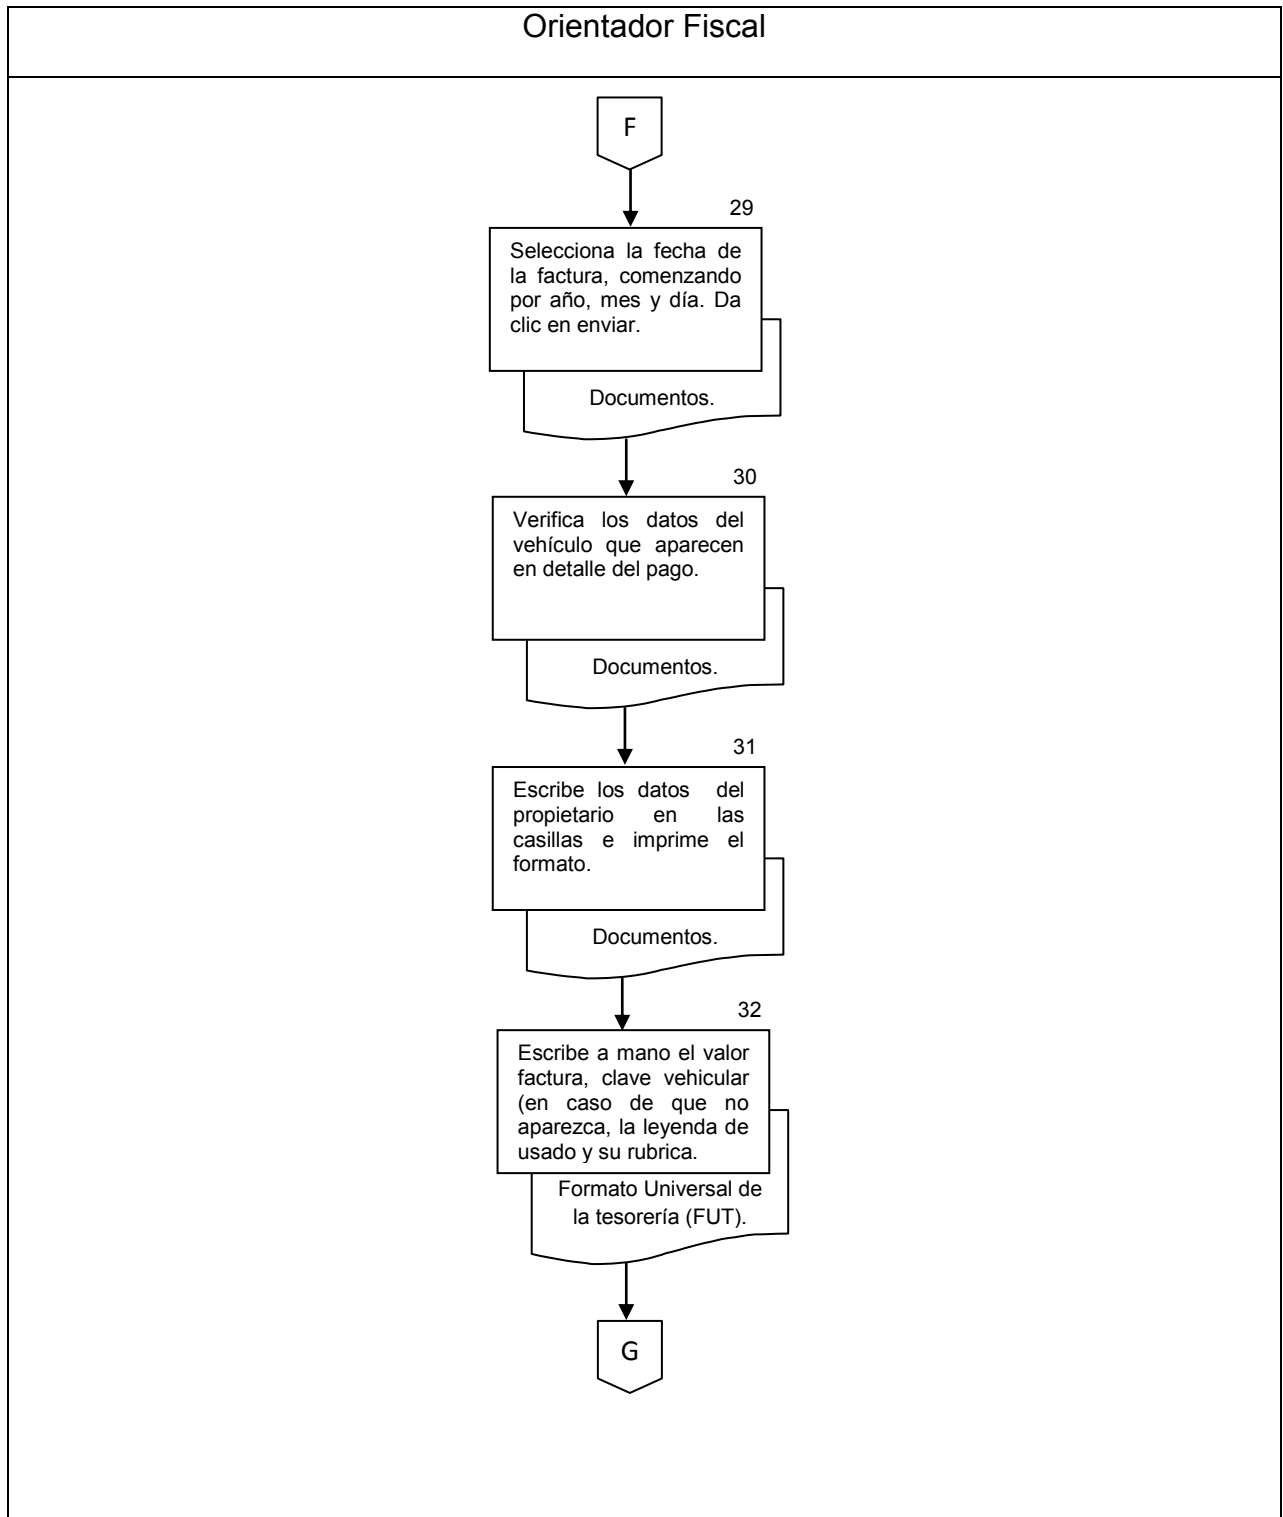 Orientador Fiscal
F
29
Selecciona la fecha de
la factura, comenzando
por año, mes y día. Da
clic en enviar.
Documentos.
30
Verifica los datos del
vehículo que aparecen
en detalle del pago.
Documentos.
31
Escribe los datos del
propietario en las
casillas e imprime el
formato.
Documentos.
32
Escribe a mano el valor
factura, clave vehicular
(en caso de que no
aparezca, la leyenda de
usado y su rubrica.
Formato Universal de
la tesorería (FUT).
G